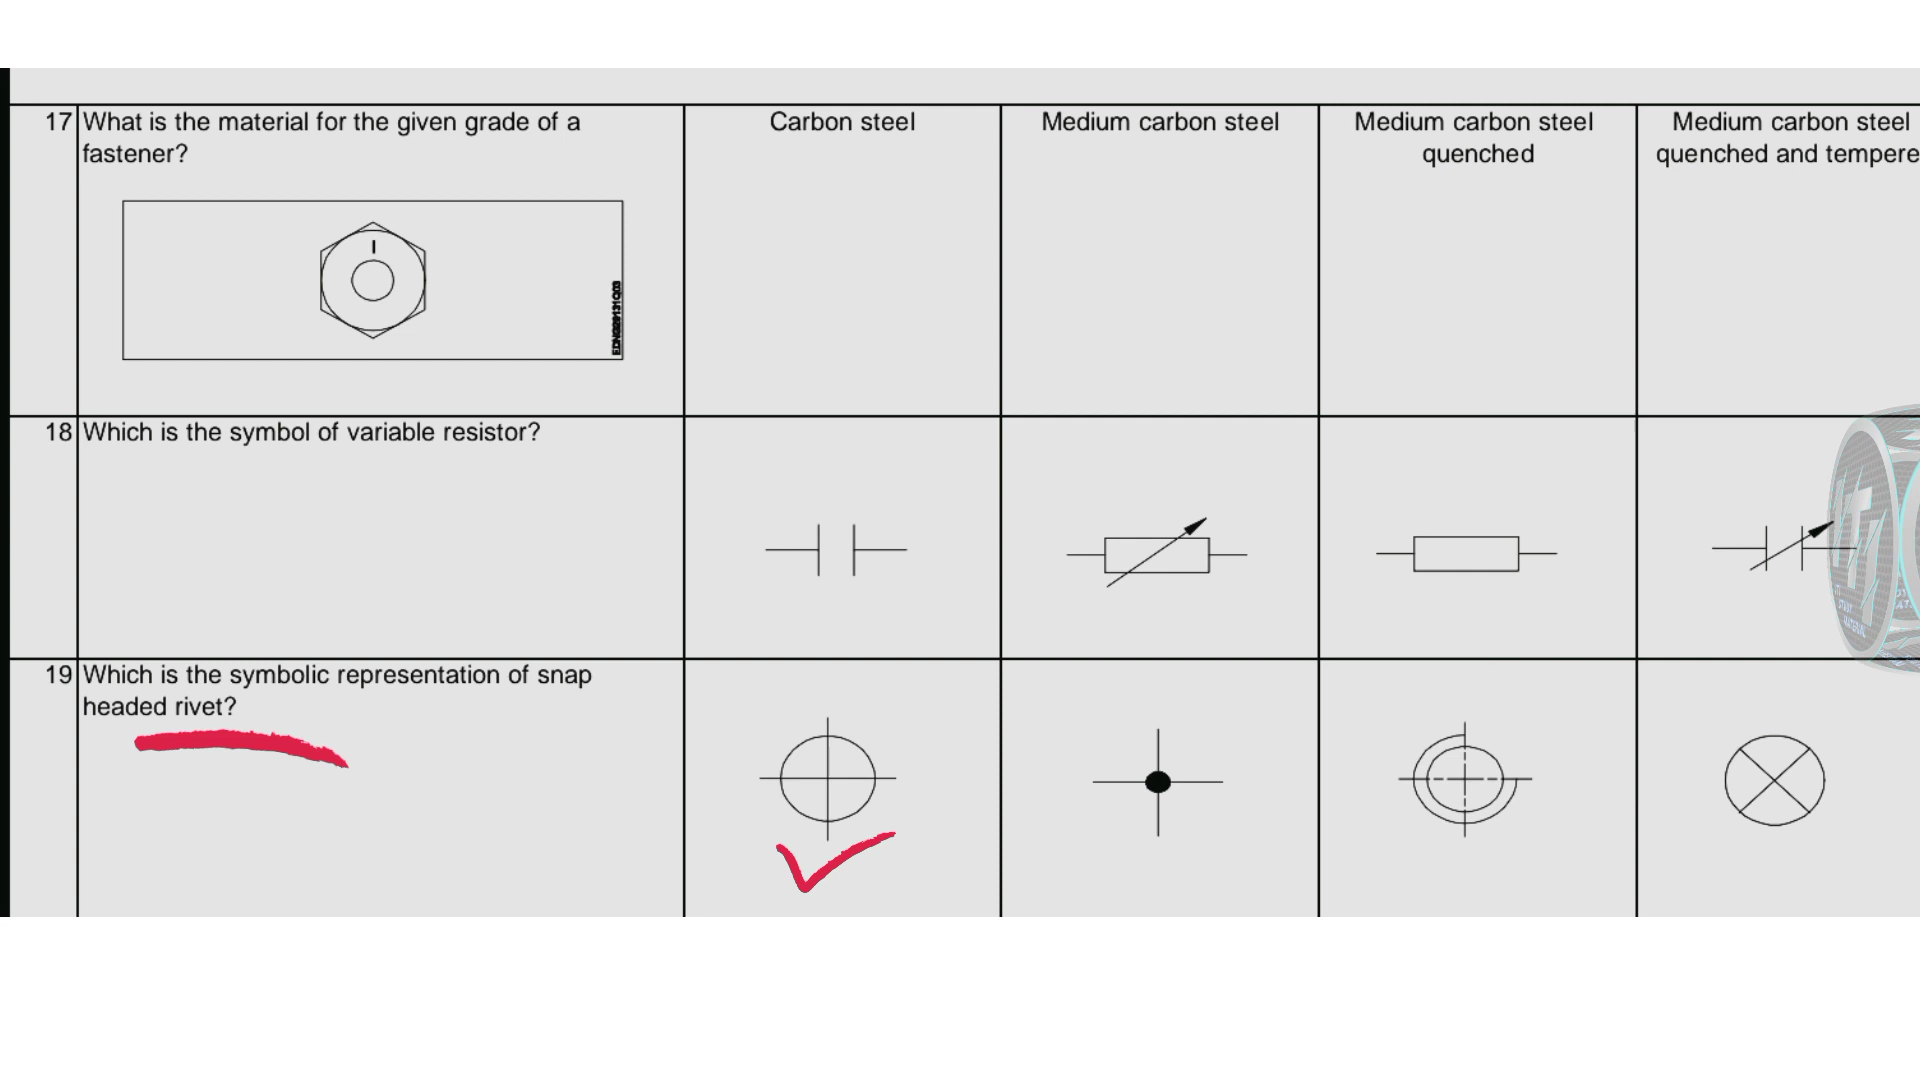 17 What is the material for the given grade of a
fastener?
Carbon steel
Medium carbon steel
Medium carbon steel
quenched
Medium carbon steel
quenched and tempere
18 Which is the symbol of variable resistor?
19 Which is the symbolic representation of snap
headed rivet?